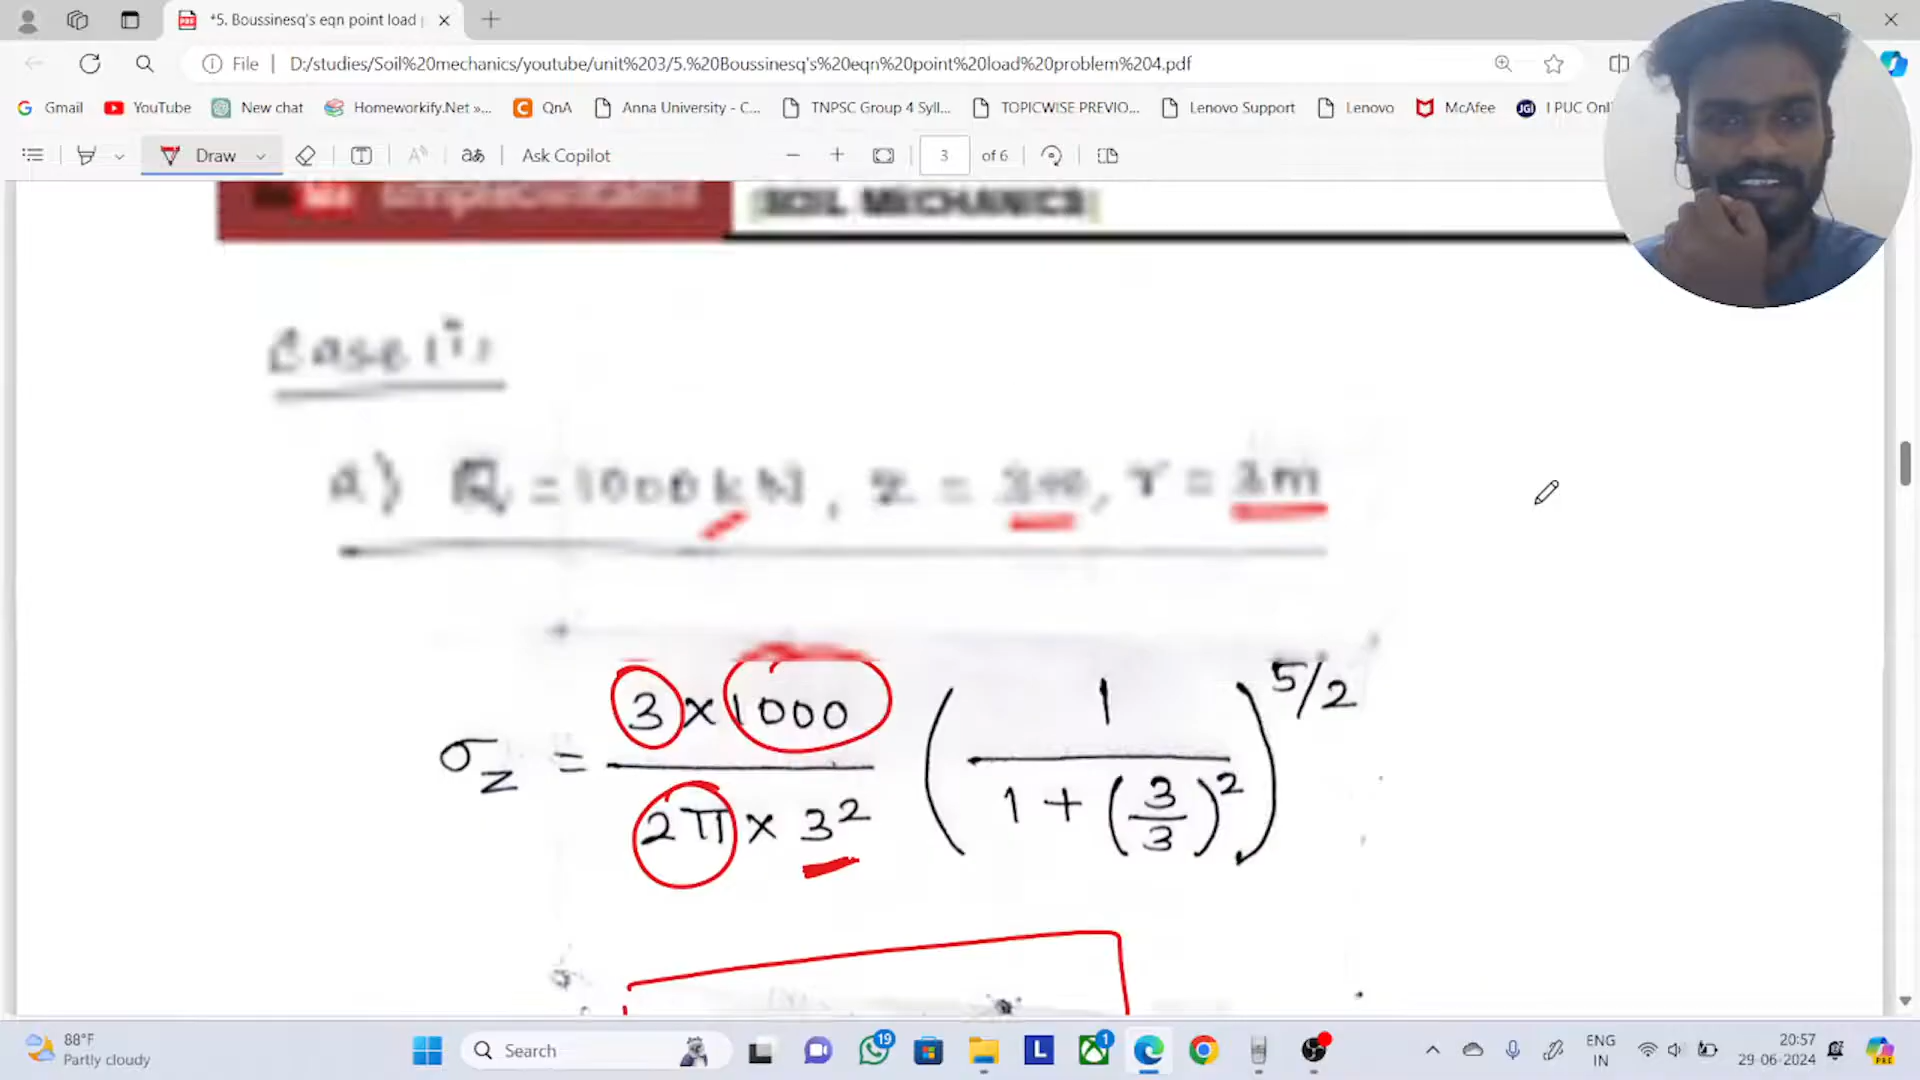 *5. Boussinesq's eqn point load
File
D:/studies/Soil%20mechanics/youtube/unit%203/5.%20Boussinesq's%20eqn%20point%20load%20problem%204.pdf
Gmail YouTube New chat Homeworkify.Net »... QnA Anna University - C... TNPSC Group 4 Syll... TOPICWISE PREVIO... Lenovo Support Lenovo McAfee I PUC Onl
Draw Ask Copilot 3 of 6
SOIL MECHANICS
Case (i)
a) Q = 1000 kN, z = 3m, r = 3m
σz = 3 × 1000 / 2π × 3² ( 1 / 1 + (3/3)² )^5/2
88°F
Partly cloudy
Search
19
1
ENG
IN
20:57
29-06-2024